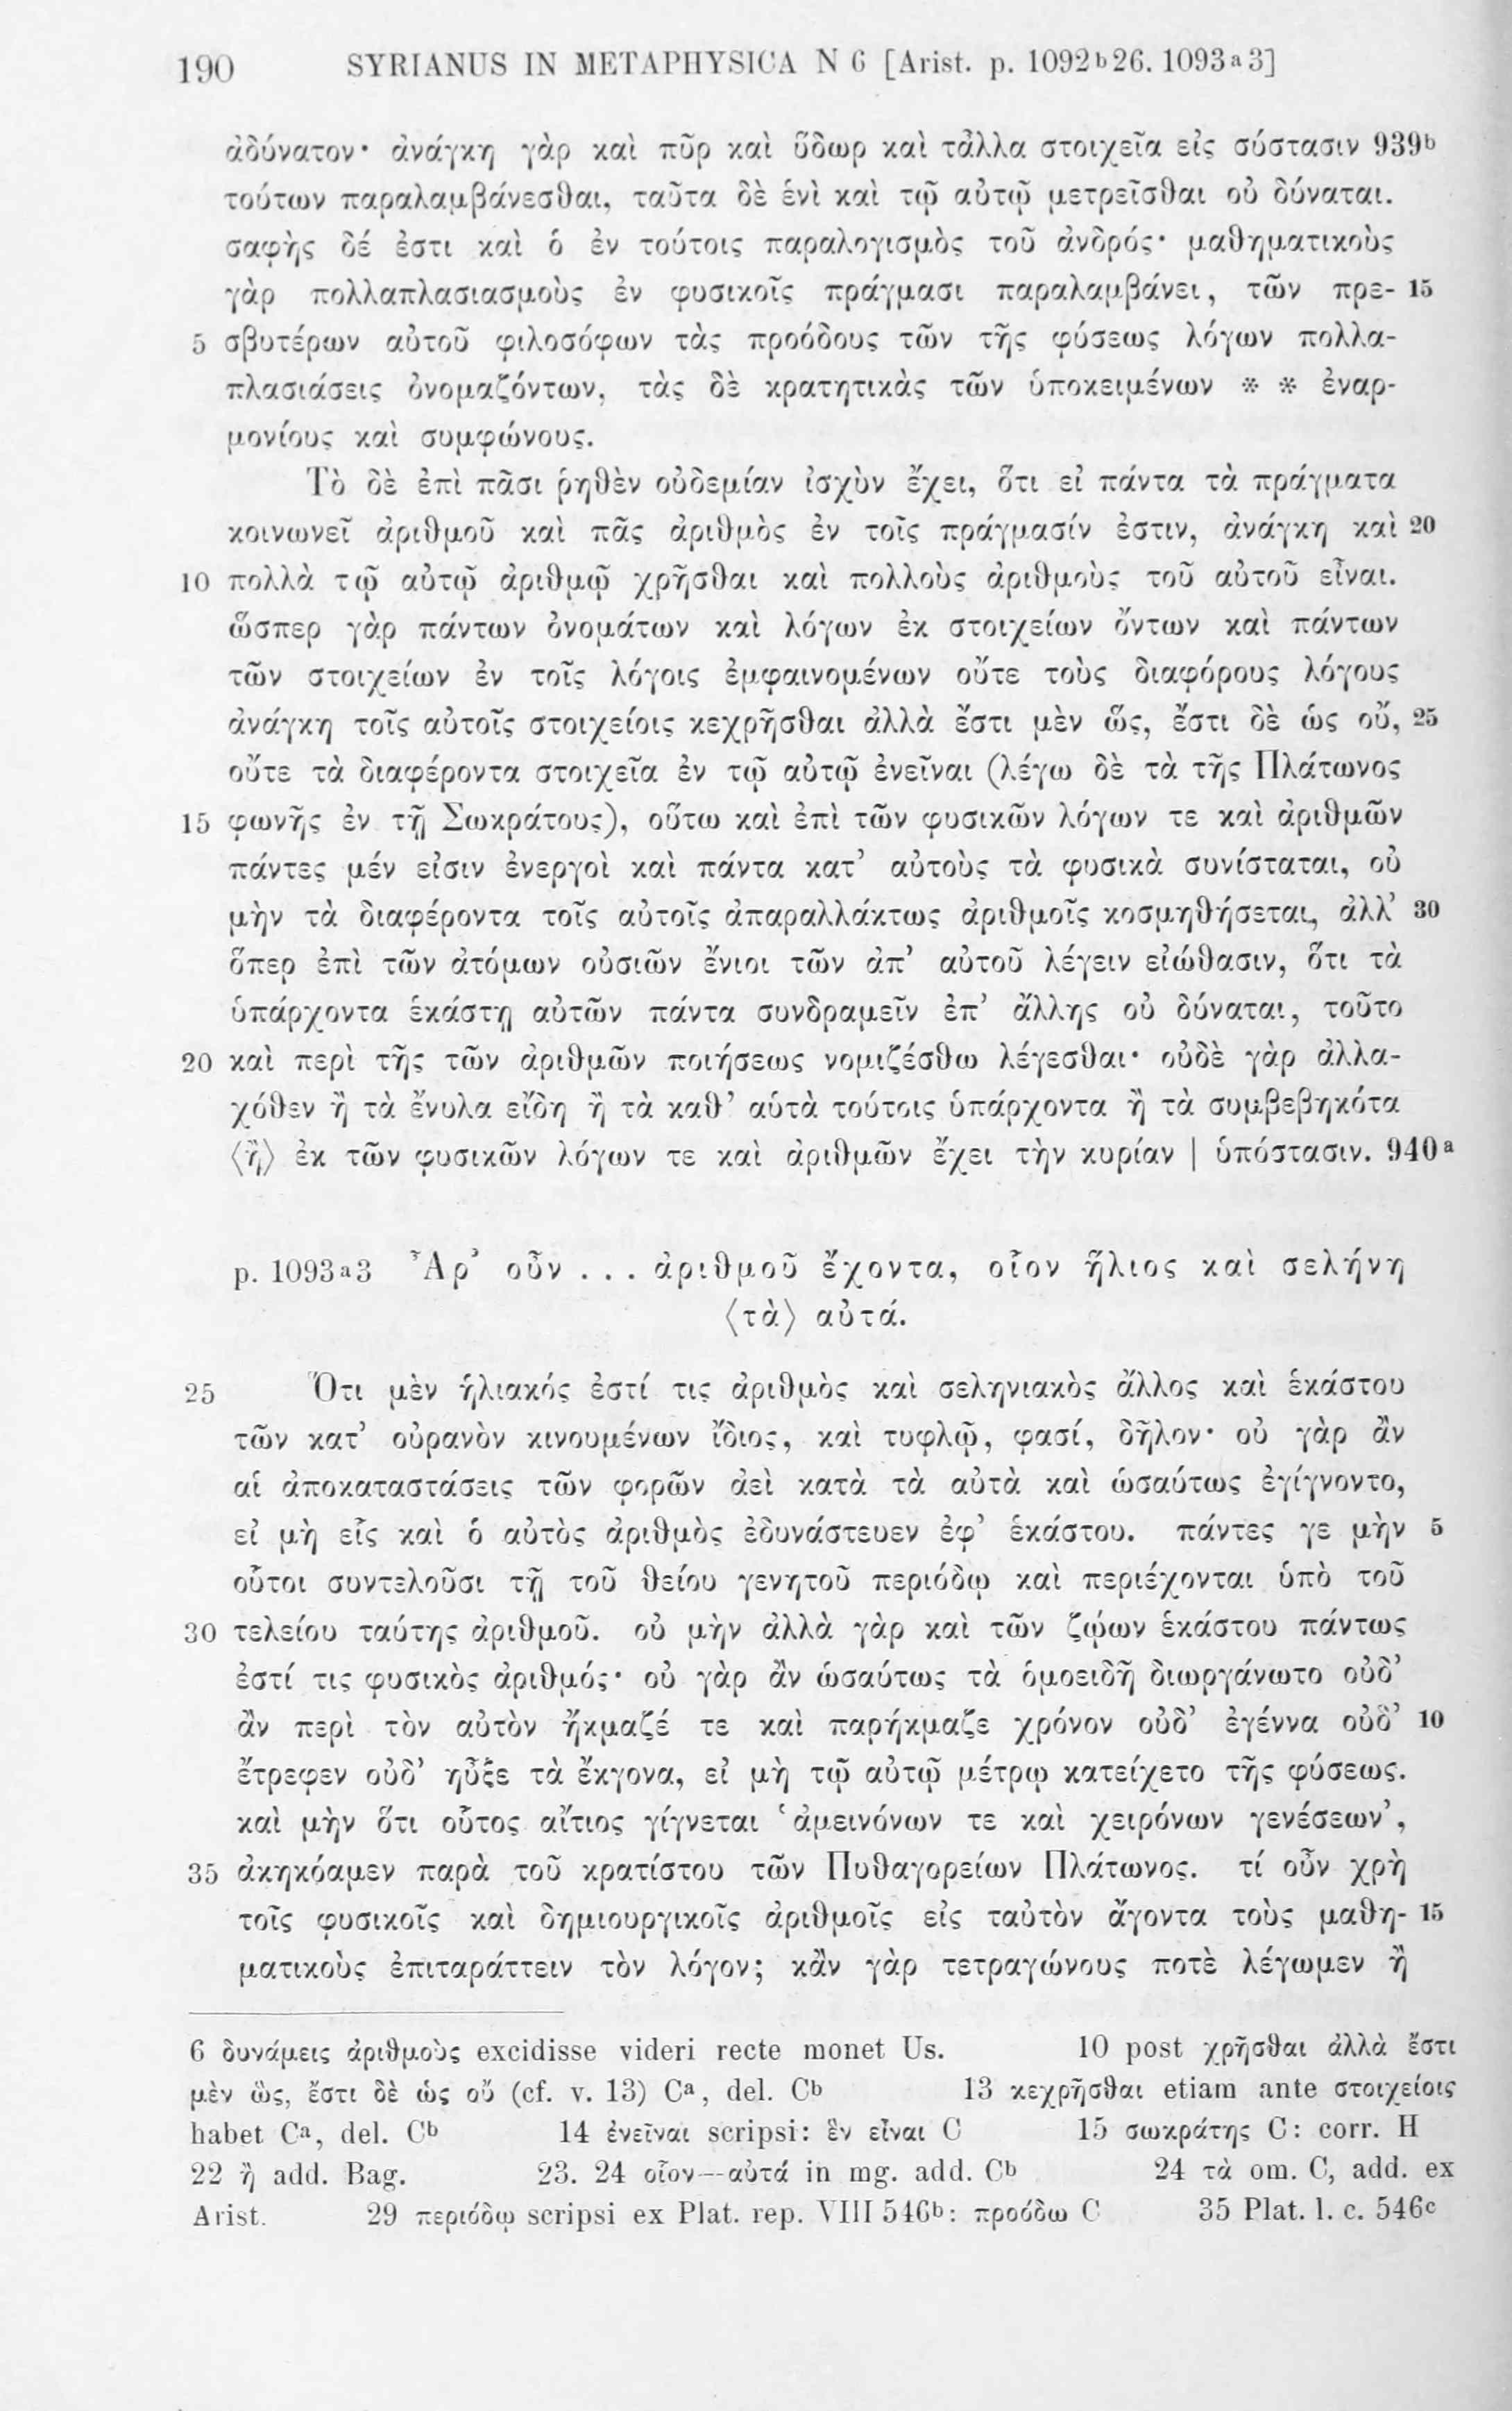 190 SYRIANUS IN METAPHYSICA N 6 [Arist. p. 1092b26. 1093a3]
ἀδύνατον· ἀνάγκη γὰρ καὶ πῦρ καὶ ὕδωρ καὶ τἆλλα στοιχεῖα εἰς σύστασιν 939b
τούτων παραλαμβάνεσθαι, ταῦτα δὲ ἑνὶ καὶ τῷ αὐτῷ μετρεῖσθαι οὐ δύναται.
σαφὴς δέ ἐστι καὶ ὁ ἐν τούτοις παραλογισμὸς τοῦ ἀνδρός· μαθηματικοὺς
γὰρ πολλαπλασιασμοὺς ἐν φυσικοῖς πράγμασι παραλαμβάνει, τῶν πρε- 15
5 σβυτέρων αὐτοῦ φιλοσόφων τὰς προόδους τῶν τῆς φύσεως λόγων πολλα-
πλασιάσεις ὀνομαζόντων, τὰς δὲ κρατητικὰς τῶν ὑποκειμένων * * ἐναρ-
μονίους καὶ συμφώνους.
Τὸ δὲ ἐπὶ πᾶσι ῥηθὲν οὐδεμίαν ἰσχὺν ἔχει, ὅτι εἰ πάντα τὰ πράγματα
κοινωνεῖ ἀριθμοῦ καὶ πᾶς ἀριθμὸς ἐν τοῖς πράγμασίν ἐστιν, ἀνάγκη καὶ 20
10 πολλὰ τῷ αὐτῷ ἀριθμῷ χρῆσθαι καὶ πολλοὺς ἀριθμοὺς τοῦ αὐτοῦ εἶναι.
ὥσπερ γὰρ πάντων ὀνομάτων καὶ λόγων ἐκ στοιχείων ὄντων καὶ πάντων
τῶν στοιχείων ἐν τοῖς λόγοις ἐμφαινομένων οὔτε τοὺς διαφόρους λόγους
ἀνάγκη τοῖς αὐτοῖς στοιχείοις κεχρῆσθαι ἀλλὰ ἔστι μὲν ὥς, ἔστι δὲ ὡς οὔ, 25
οὔτε τὰ διαφέροντα στοιχεῖα ἐν τῷ αὐτῷ ἐνεῖναι (λέγω δὲ τὰ τῆς Πλάτωνος
15 φωνῆς ἐν τῇ Σωκράτους), οὕτω καὶ ἐπὶ τῶν φυσικῶν λόγων τε καὶ ἀριθμῶν
πάντες μέν εἰσιν ἐνεργοὶ καὶ πάντα κατ’ αὐτοὺς τὰ φυσικὰ συνίσταται, οὐ
μὴν τὰ διαφέροντα τοῖς αὐτοῖς ἀπαραλλάκτως ἀριθμοῖς κοσμηθήσεται, ἀλλ’ 30
ὅπερ ἐπὶ τῶν ἀτόμων οὐσιῶν ἔνιοι τῶν ἀπ’ αὐτοῦ λέγειν εἰώθασιν, ὅτι τὰ
ὑπάρχοντα ἑκάστῃ αὐτῶν πάντα συνδραμεῖν ἐπ’ ἄλλης οὐ δύναται, τοῦτο
20 καὶ περὶ τῆς τῶν ἀριθμῶν ποιήσεως νομιζέσθω λέγεσθαι· οὐδὲ γὰρ ἀλλα-
χόθεν ἢ τὰ ἔνυλα εἴδη ἢ τὰ καθ’ αὑτὰ τούτοις ὑπάρχοντα ἢ τὰ συμβεβηκότα
⟨ἢ⟩ ἐκ τῶν φυσικῶν λόγων τε καὶ ἀριθμῶν ἔχει τὴν κυρίαν | ὑπόστασιν. 940a
p. 1093a3 Ἆρ’ οὖν . . . ἀριθμοῦ ἔχοντα, οἷον ἥλιος καὶ σελήνη
⟨τὰ⟩ αὐτά.
25 Ὅτι μὲν ἡλιακός ἐστί τις ἀριθμὸς καὶ σεληνιακὸς ἄλλος καὶ ἑκάστου
τῶν κατ’ οὐρανὸν κινουμένων ἴδιος, καὶ τυφλῷ, φασί, δῆλον· οὐ γὰρ ἂν
αἱ ἀποκαταστάσεις τῶν φορῶν ἀεὶ κατὰ τὰ αὐτὰ καὶ ὡσαύτως ἐγίγνοντο,
εἰ μὴ εἷς καὶ ὁ αὐτὸς ἀριθμὸς ἐδυνάστευεν ἐφ’ ἑκάστου. πάντες γε μὴν 5
οὗτοι συντελοῦσι τῇ τοῦ θείου γενητοῦ περιόδῳ καὶ περιέχονται ὑπὸ τοῦ
30 τελείου ταύτης ἀριθμοῦ. οὐ μὴν ἀλλὰ γὰρ καὶ τῶν ζῴων ἑκάστου πάντως
ἐστί τις φυσικὸς ἀριθμός· οὐ γὰρ ἂν ὡσαύτως τὰ ὁμοειδῆ διωργάνωτο οὐδ’
ἂν περὶ τὸν αὐτὸν ἤκμαζέ τε καὶ παρήκμαζε χρόνον οὐδ’ ἐγέννα οὐδ’ 10
ἔτρεφεν οὐδ’ ηὖξε τὰ ἔκγονα, εἰ μὴ τῷ αὐτῷ μέτρῳ κατείχετο τῆς φύσεως.
καὶ μὴν ὅτι οὗτος αἴτιος γίγνεται ‘ἀμεινόνων τε καὶ χειρόνων γενέσεων’,
35 ἀκηκόαμεν παρὰ τοῦ κρατίστου τῶν Πυθαγορείων Πλάτωνος. τί οὖν χρὴ
τοῖς φυσικοῖς καὶ δημιουργικοῖς ἀριθμοῖς εἰς ταὐτὸν ἄγοντα τοὺς μαθη- 15
ματικοὺς ἐπιταράττειν τὸν λόγον; κἂν γὰρ τετραγώνους ποτὲ λέγωμεν ἢ
6 δυνάμεις ἀριθμοὺς excidisse videri recte monet Us. 10 post χρῆσθαι ἀλλὰ ἔστι
μὲν ὣς, ἔστι δὲ ὡς οὔ (cf. v. 13) Ca, del. Cb 13 κεχρῆσθαι etiam ante στοιχείοις
habet Ca, del. Cb 14 ἐνεῖναι scripsi: ἓν εἶναι C 15 σωκράτης C: corr. H
22 ἢ add. Bag. 23. 24 οἷον—αὐτά in mg. add. Cb 24 τὰ om. C, add. ex
Arist. 29 περιόδῳ scripsi ex Plat. rep. VIII 546b: προόδω C 35 Plat. l. c. 546c